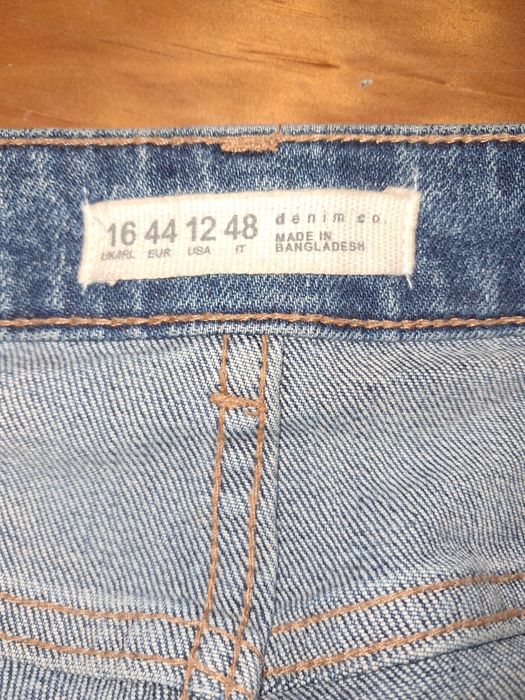 16 44 12 48
UK/IRL EUR USA IT
denim co.
MADE IN
BANGLADESH